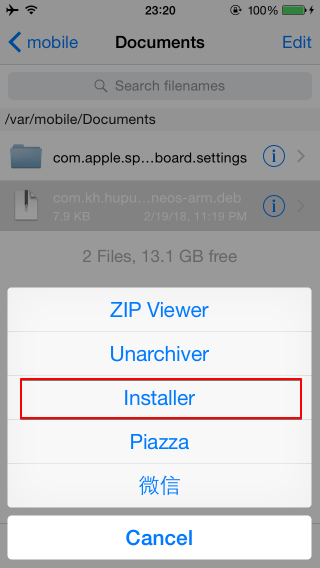 23:20
100%
mobile
Documents
Edit
Search filenames
/var/mobile/Documents
com.apple.sp...board.settings
com.kh.hupu...neos-arm.deb
7.9 KB
2/19/18, 11:19 PM
2 Files, 13.1 GB free
ZIP Viewer
Unarchiver
Installer
Piazza
微信
Cancel